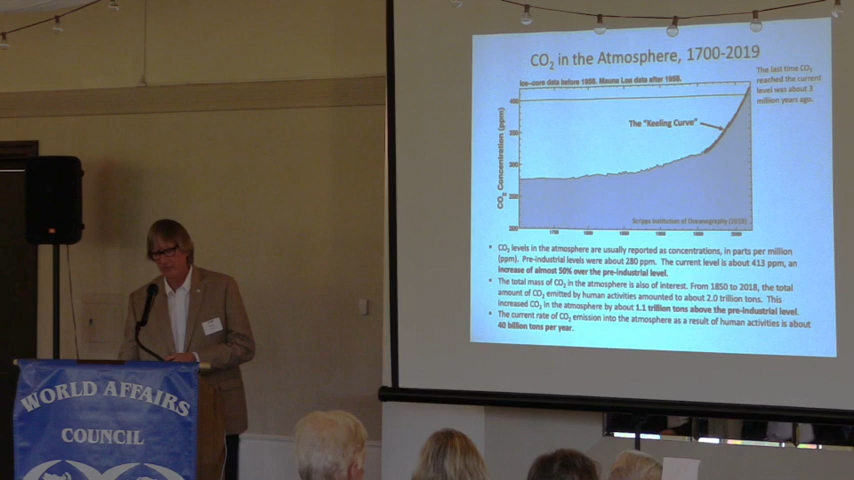 CO2 in the Atmosphere, 1700-2019
Ice-core data before 1958. Mauna Loa data after 1958.
The last time CO2
reached the current
level was about 3
million years ago.
The "Keeling Curve"
CO2 Concentration (ppm)
400
350
300
250
200
1700
Scripps Institution of Oceanography
• CO2 levels in the atmosphere are usually reported as concentrations, in parts per million
(ppm). Pre-industrial levels were about 280 ppm. The current level is about 413 ppm, an
increase of almost 50% over the pre-industrial level.
• The total mass of CO2 in the atmosphere is also of interest. From 1850 to 2018, the total
amount of CO2 emitted by human activities amounted to about 2.0 trillion tons. This
increased CO2 in the atmosphere by about 1.1 trillion tons above the pre-industrial level.
• The current rate of CO2 emission into the atmosphere as a result of human activities is about
40 billion tons per year.
WORLD AFFAIRS
COUNCIL